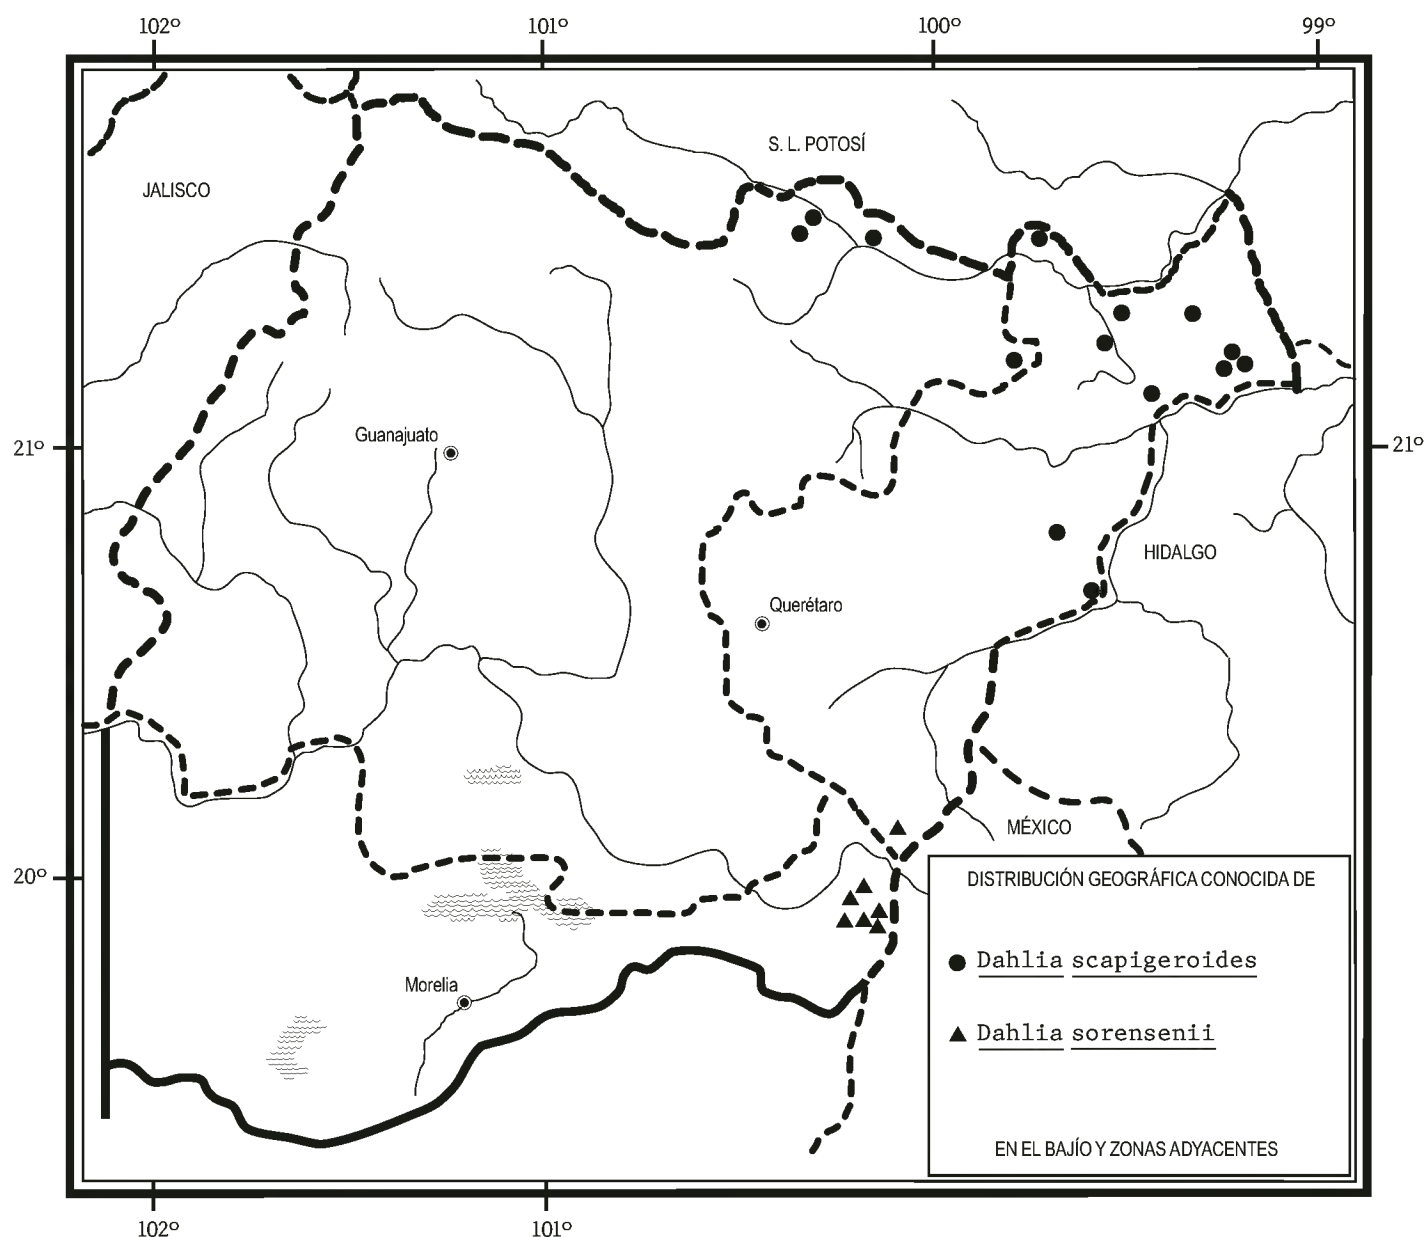 102º 101º 100º 99º
S. L. POTOSÍ
JALISCO
Guanajuato
21º 21º
HIDALGO
Querétaro
MÉXICO
20º
DISTRIBUCIÓN GEOGRÁFICA CONOCIDA DE
Dahlia scapigeroides
Morelia
Dahlia sorensenii
EN EL BAJÍO Y ZONAS ADYACENTES
102º 101º